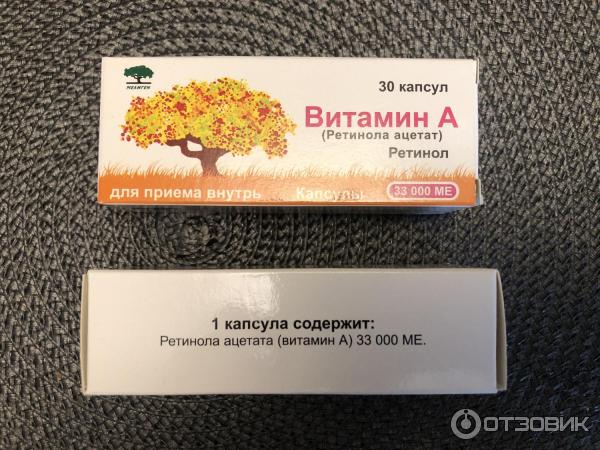 МЕЛИГЕН
30 капсул
Витамин А
(Ретинола ацетат)
Ретинол
для приема внутрь Капсулы 33 000 МЕ
1 капсула содержит:
Ретинола ацетата (витамин А) 33 000 МЕ.
ОТЗОВИК